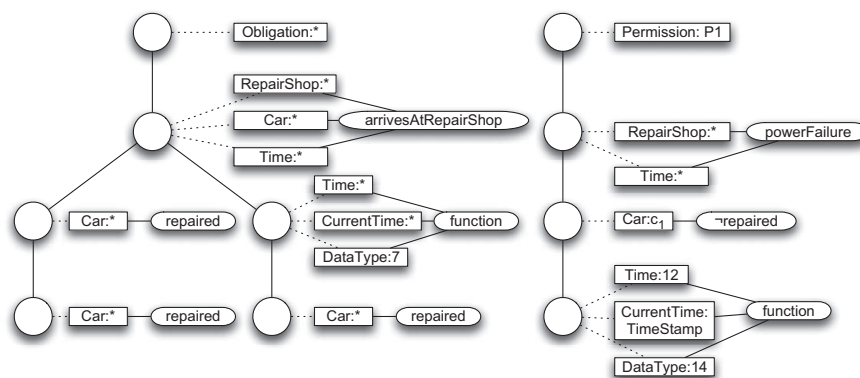 Obligation:*
RepairShop:*
Car:*
arrivesAtRepairShop
Time:*
Car:*
repaired
Time:*
CurrentTime:*
function
DataType:7
Car:*
repaired
Car:*
repaired
Permission: P1
RepairShop:*
powerFailure
Time:*
Car:c1
¬repaired
Time:12
CurrentTime:
TimeStamp
function
DataType:14